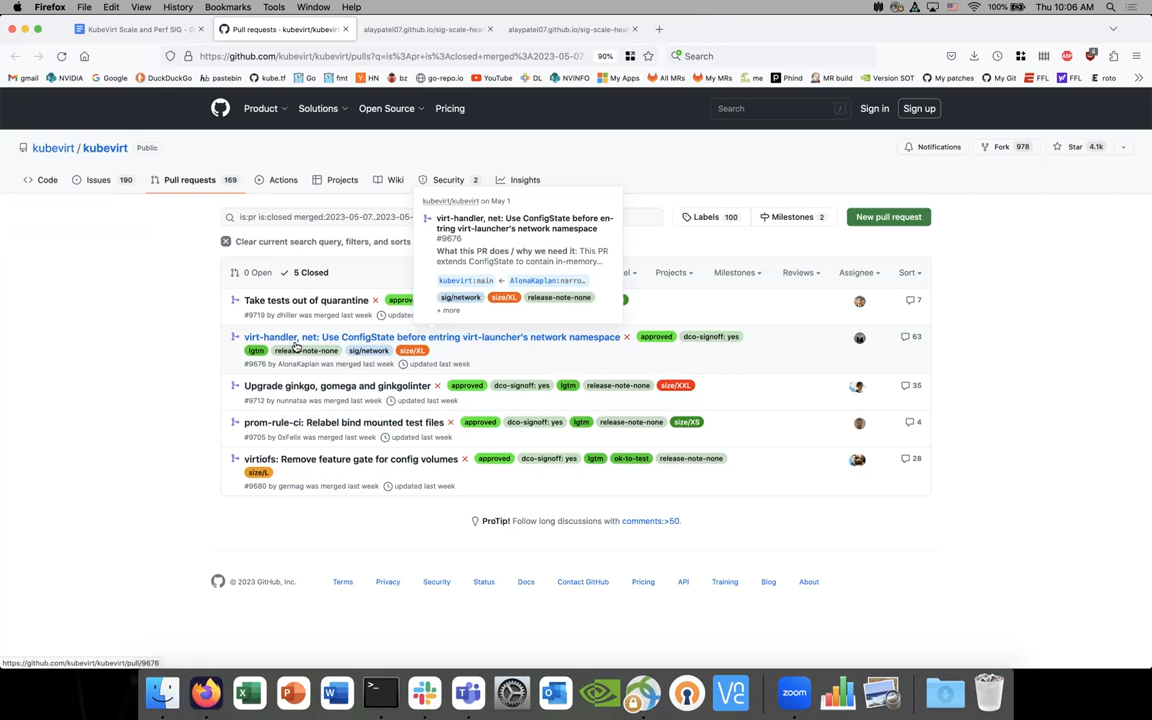 Firefox File Edit View History Bookmarks Tools Window Help 100% Thu 10:06 AM
KubeVirt Scale and Perf SIG - × Pull requests · kubevirt/kubevir × alaypatel07.github.io/sig-scale-heal × alaypatel07.github.io/sig-scale-heal × +
https://github.com/kubevirt/kubevirt/pulls?q=is%3Apr+is%3Aclosed+merged%3A2023-05-07. 90% Search 4
gmail NVIDIA Google DuckDuckGo pastebin kube.tf Go fmt HN bz go-repo.io YouTube DL NVINFO My Apps All MRs My MRs me Phind MR build Version SOT My patches My Git FFL FFL roto
Product Solutions Open Source Pricing Search / Sign in Sign up
kubevirt / kubevirt Public Notifications Fork 978 Star 4.1k
Code Issues 190 Pull requests 169 Actions Projects Wiki Security 2 Insights
kubevirt/kubevirt on May 1
virt-handler, net: Use ConfigState before en-
tring virt-launcher's network namespace
#9676
What this PR does / why we need it: This PR
extends ConfigState to contain in-memory...
kubevirt:main ← AlonaKaplan:narro…
sig/network size/XL release-note-none
+ more
is:pr is:closed merged:2023-05-07..2023-05- Labels 100 Milestones 2 New pull request
Clear current search query, filters, and sorts
0 Open 5 Closed Projects Milestones Reviews Assignee Sort
Take tests out of quarantine 7
#9719 by dhiller was merged last week
virt-handler, net: Use ConfigState before entring virt-launcher's network namespace approved dco-signoff: yes 63
lgtm release-note-none sig/network size/XL
#9676 by AlonaKaplan was merged last week updated last week
Upgrade ginkgo, gomega and ginkgolinter approved dco-signoff: yes lgtm release-note-none size/XXL 35
#9712 by nunnatsa was merged last week updated last week
prom-rule-ci: Relabel bind mounted test files approved dco-signoff: yes lgtm release-note-none size/XS 4
#9705 by 0xFelix was merged last week updated last week
virtiofs: Remove feature gate for config volumes approved dco-signoff: yes lgtm ok-to-test release-note-none 28
size/L
#9680 by germag was merged last week updated last week
ProTip! Follow long discussions with comments:>50.
© 2023 GitHub, Inc. Terms Privacy Security Status Docs Contact GitHub Pricing API Training Blog About
https://github.com/kubevirt/kubevirt/pull/9676
zoom